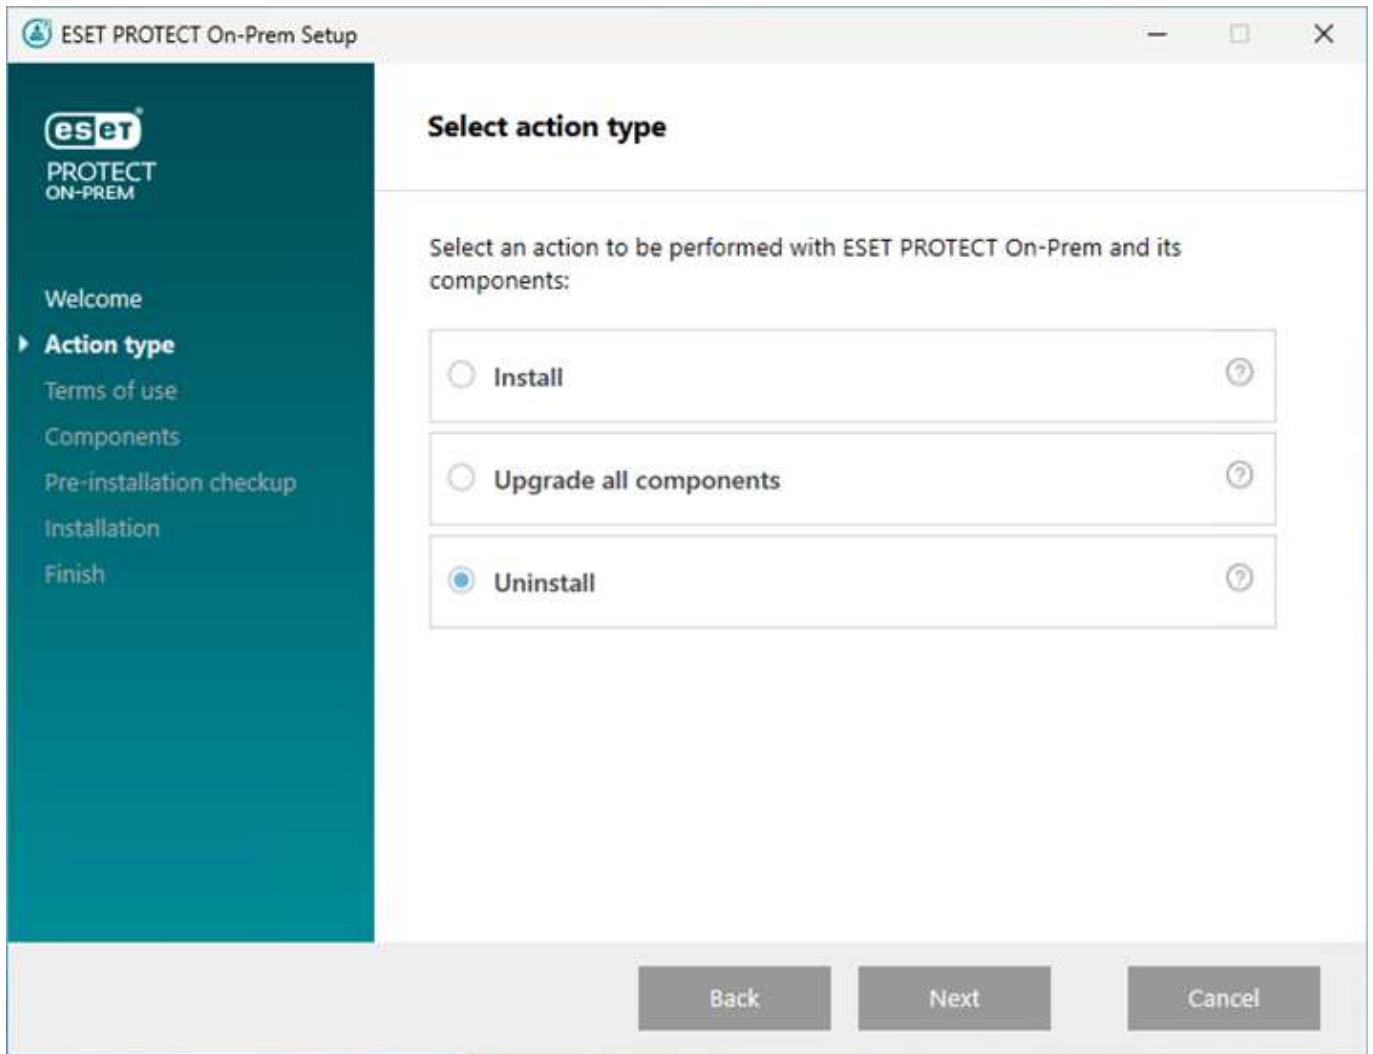 ESET PROTECT On-Prem Setup
eset®
PROTECT
ON-PREM
Welcome
Action type
Terms of use
Components
Pre-installation checkup
Installation
Finish
Select action type
Select an action to be performed with ESET PROTECT On-Prem and its
components:
Install
Upgrade all components
Uninstall
Back
Next
Cancel